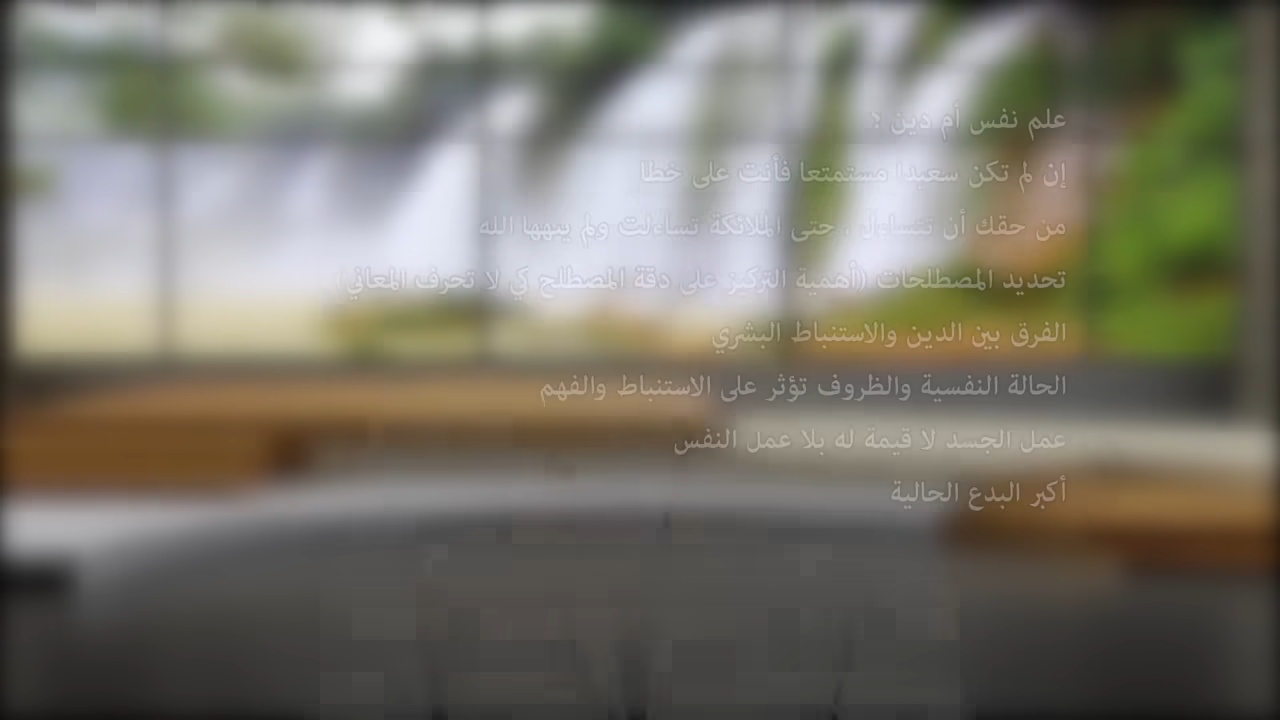 علم نفس أم دين ؟
إن لم تكن سعيدا مستمتعا فأنت على خطا
من حقك أن تتساءل ، حتى الملائكة تساءلت ولم ينهها الله
تحديد المصطلحات (أهمية التركيز على دقة المصطلح كي لا تحرف المعاني)
الفرق بين الدين والاستنباط البشري
الحالة النفسية والظروف تؤثر على الاستنباط والفهم
عمل الجسد لا قيمة له بلا عمل النفس
أكبر البدع الحالية